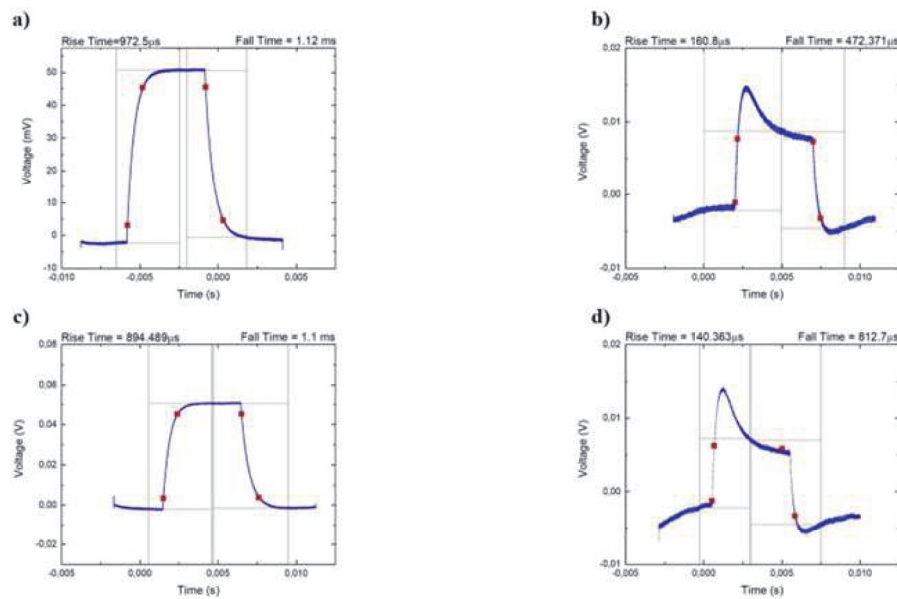 a)
Rise Time=972.5µs Fall Time = 1.12 ms
Voltage (mV)
50
40
30
20
10
0
-10
-0,010 -0,005 0,000 0,005
Time (s)
b)
Rise Time = 160.8µs Fall Time = 472,371µs
Voltage (V)
0,02
0,01
0,00
-0,01
0,000 0,005 0,010
Time (s)
c)
Rise Time = 894.489µs Fall Time = 1.1 ms
Voltage (V)
0,08
0,06
0,04
0,02
0,00
-0,02
-0,005 0,000 0,005 0,010
Time (s)
d)
Rise Time = 140.363µs Fall Time = 812.7µs
Voltage (V)
0,02
0,01
0,00
-0,01
-0,005 0,000 0,005 0,010
Time (s)